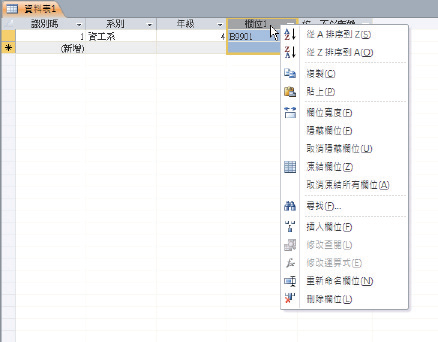 資料表1
識別碼 系別 年級 欄位1
1 資工系 4 B8901
(新增)
從 A 排序到 Z(S)
從 Z 排序到 A(O)
複製(C)
貼上(P)
欄位寬度(F)
隱藏欄位(F)
取消隱藏欄位(U)
凍結欄位(Z)
取消凍結所有欄位(A)
尋找(F)...
插入欄位(F)
修改查閱(L)
修改運算式(E)
重新命名欄位(N)
刪除欄位(L)